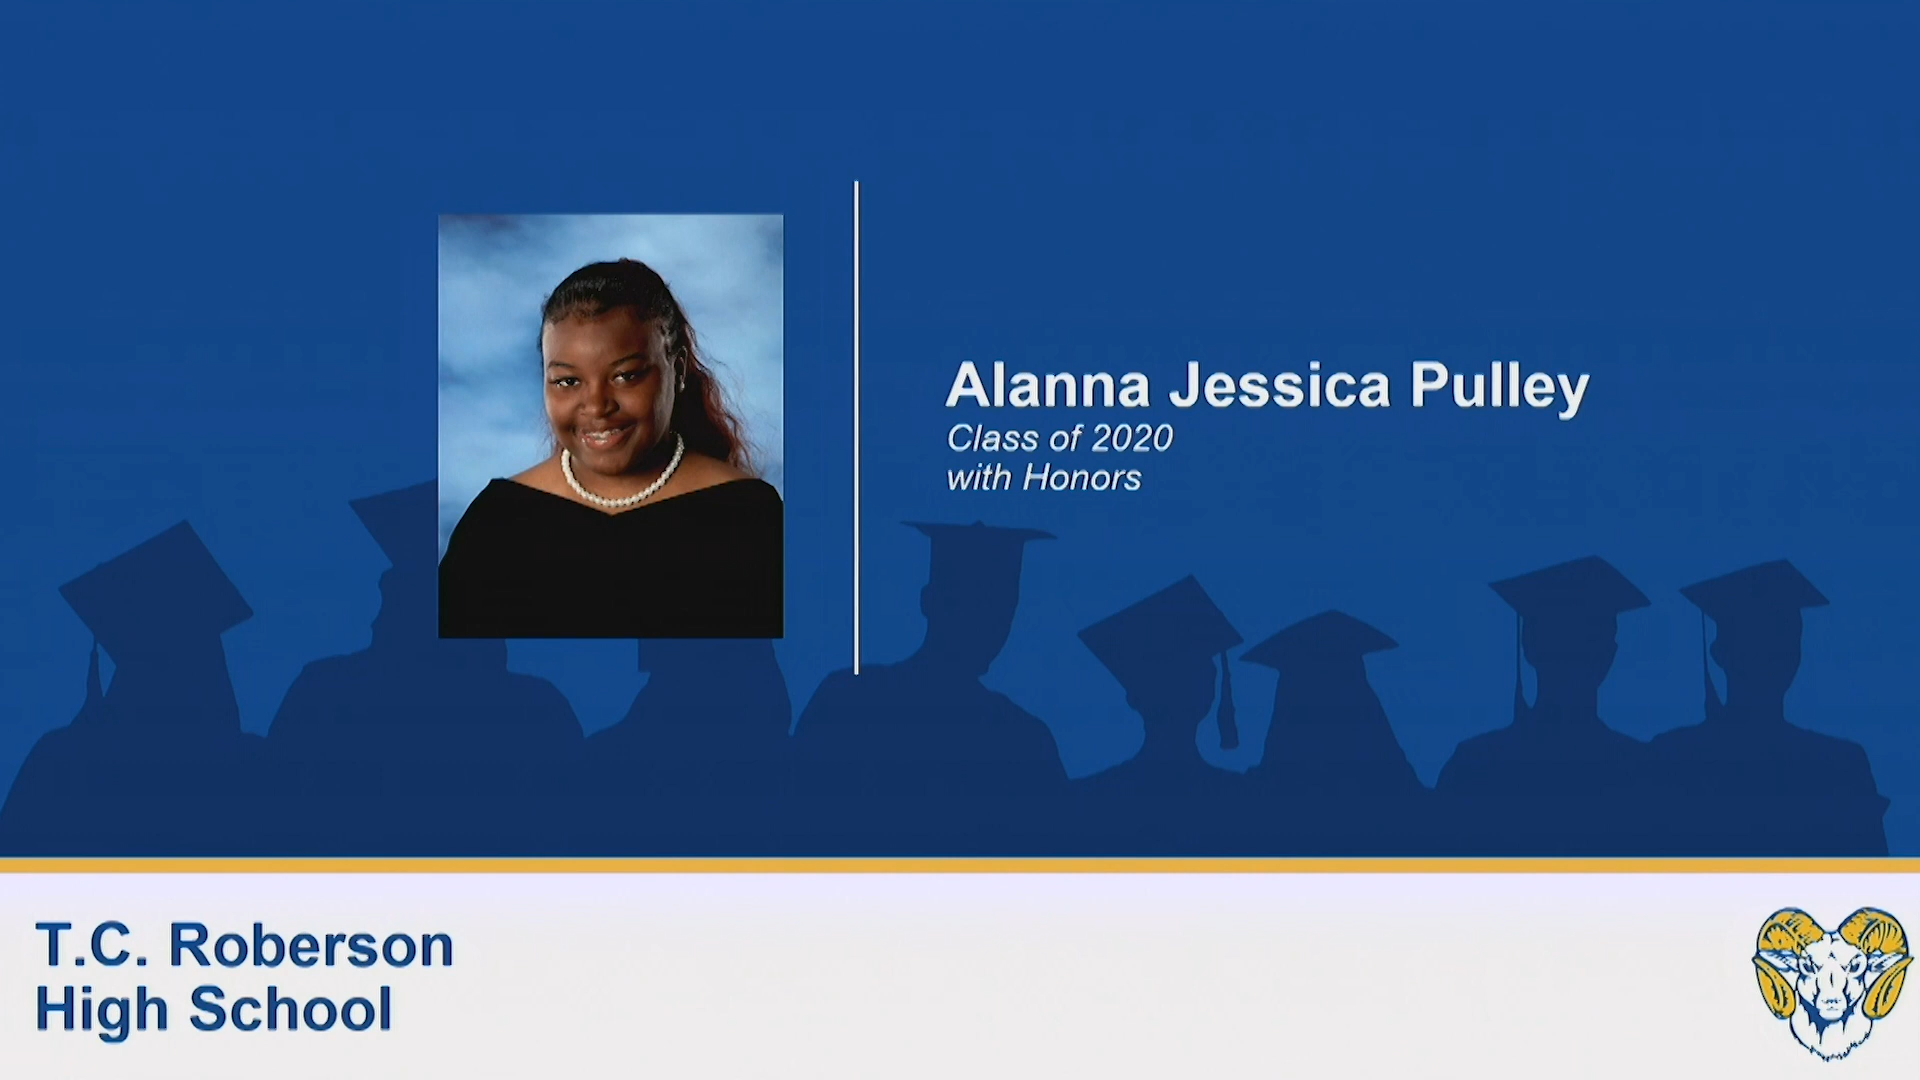 Alanna Jessica Pulley
Class of 2020
with Honors
T.C. Roberson
High School